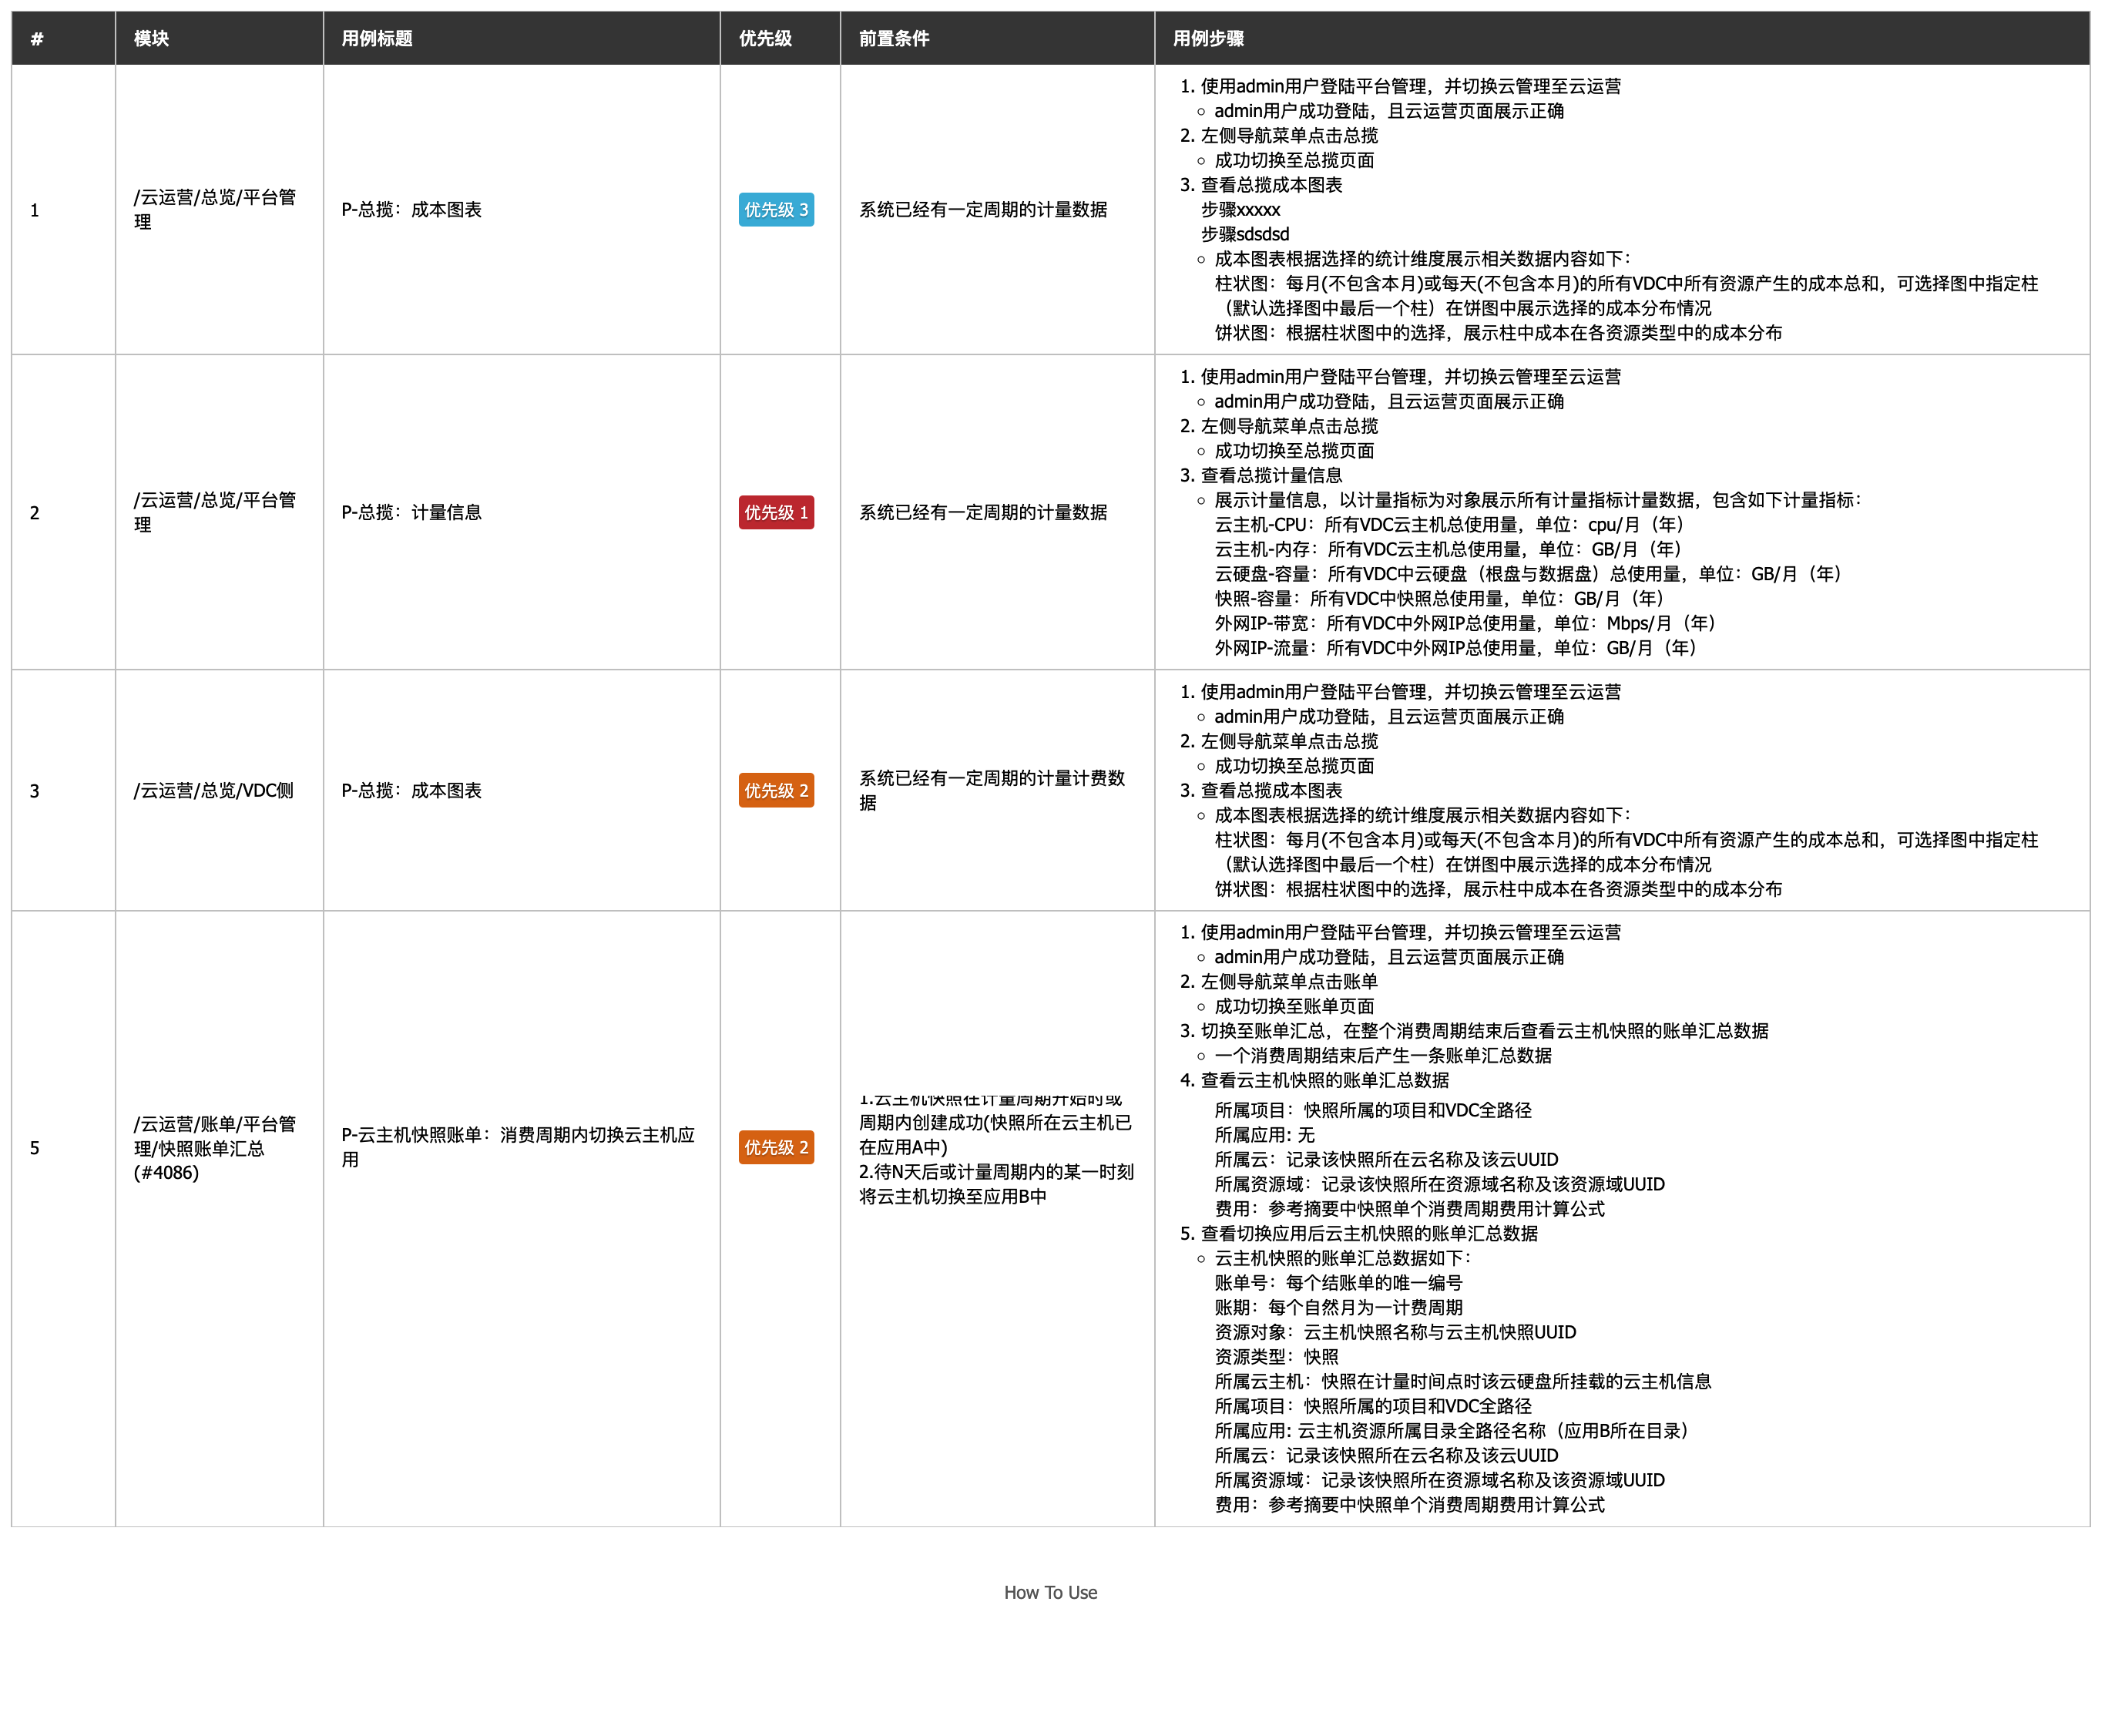 # 模块 用例标题 优先级 前置条件 用例步骤
1
/云运营/总览/平台管
理
P-总揽：成本图表
优先级 3
系统已经有一定周期的计量数据
1. 使用admin用户登陆平台管理，并切换云管理至云运营
admin用户成功登陆，且云运营页面展示正确
2. 左侧导航菜单点击总揽
成功切换至总揽页面
3. 查看总揽成本图表
步骤xxxxx
步骤sdsdsd
成本图表根据选择的统计维度展示相关数据内容如下：
柱状图：每月(不包含本月)或每天(不包含本月)的所有VDC中所有资源产生的成本总和，可选择图中指定柱
（默认选择图中最后一个柱）在饼图中展示选择的成本分布情况
饼状图：根据柱状图中的选择，展示柱中成本在各资源类型中的成本分布
2
/云运营/总览/平台管
理
P-总揽：计量信息
优先级 1
系统已经有一定周期的计量数据
1. 使用admin用户登陆平台管理，并切换云管理至云运营
admin用户成功登陆，且云运营页面展示正确
2. 左侧导航菜单点击总揽
成功切换至总揽页面
3. 查看总揽计量信息
展示计量信息，以计量指标为对象展示所有计量指标计量数据，包含如下计量指标：
云主机-CPU：所有VDC云主机总使用量，单位：cpu/月（年）
云主机-内存：所有VDC云主机总使用量，单位：GB/月（年）
云硬盘-容量：所有VDC中云硬盘（根盘与数据盘）总使用量，单位：GB/月（年）
快照-容量：所有VDC中快照总使用量，单位：GB/月（年）
外网IP-带宽：所有VDC中外网IP总使用量，单位：Mbps/月（年）
外网IP-流量：所有VDC中外网IP总使用量，单位：GB/月（年）
3
/云运营/总览/VDC侧
P-总揽：成本图表
优先级 2
系统已经有一定周期的计量计费数
据
1. 使用admin用户登陆平台管理，并切换云管理至云运营
admin用户成功登陆，且云运营页面展示正确
2. 左侧导航菜单点击总揽
成功切换至总揽页面
3. 查看总揽成本图表
成本图表根据选择的统计维度展示相关数据内容如下：
柱状图：每月(不包含本月)或每天(不包含本月)的所有VDC中所有资源产生的成本总和，可选择图中指定柱
（默认选择图中最后一个柱）在饼图中展示选择的成本分布情况
饼状图：根据柱状图中的选择，展示柱中成本在各资源类型中的成本分布
5
/云运营/账单/平台管
理/快照账单汇总
(#4086)
P-云主机快照账单：消费周期内切换云主机应
用
优先级 2
1.云主机快照在计量周期开始时或
周期内创建成功(快照所在云主机已
在应用A中)
2.待N天后或计量周期内的某一时刻
将云主机切换至应用B中
1. 使用admin用户登陆平台管理，并切换云管理至云运营
admin用户成功登陆，且云运营页面展示正确
2. 左侧导航菜单点击账单
成功切换至账单页面
3. 切换至账单汇总，在整个消费周期结束后查看云主机快照的账单汇总数据
一个消费周期结束后产生一条账单汇总数据
4. 查看云主机快照的账单汇总数据
所属项目：快照所属的项目和VDC全路径
所属应用: 无
所属云：记录该快照所在云名称及该云UUID
所属资源域：记录该快照所在资源域名称及该资源域UUID
费用：参考摘要中快照单个消费周期费用计算公式
5. 查看切换应用后云主机快照的账单汇总数据
云主机快照的账单汇总数据如下：
账单号：每个结账单的唯一编号
账期：每个自然月为一计费周期
资源对象：云主机快照名称与云主机快照UUID
资源类型：快照
所属云主机：快照在计量时间点时该云硬盘所挂载的云主机信息
所属项目：快照所属的项目和VDC全路径
所属应用: 云主机资源所属目录全路径名称（应用B所在目录）
所属云：记录该快照所在云名称及该云UUID
所属资源域：记录该快照所在资源域名称及该资源域UUID
费用：参考摘要中快照单个消费周期费用计算公式
How To Use